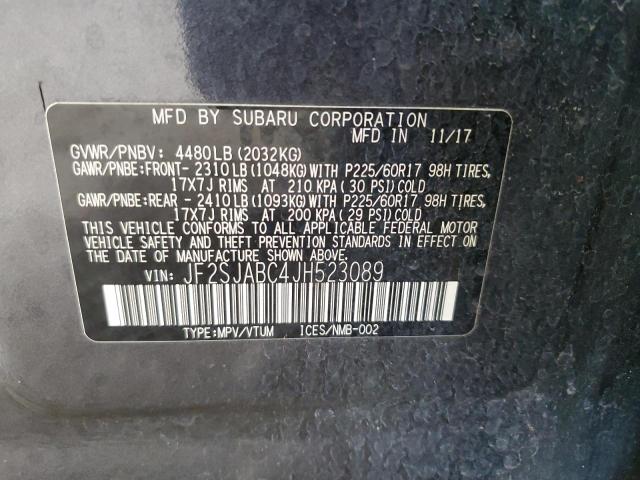 MFD BY SUBARU CORPORATION
MFD IN 11/17
GVWR/PNBV: 4480LB (2032KG)
GAWR/PNBE:FRONT- 2310LB (1048KG) WITH P225/60R17 98H TIRES,
17X7J RIMS AT 210 KPA (30 PSI) COLD
GAWR/PNBE:REAR - 2410LB (1093KG) WITH P225/60R17 98H TIRES,
17X7J RIMS AT 200 KPA (29 PSI) COLD
THIS VEHICLE CONFORMS TO ALL APPLICABLE FEDERAL MOTOR
VEHICLE SAFETY AND THEFT PREVENTION STANDARDS IN EFFECT ON
THE DATE OF MANUFACTURE SHOWN ABOVE.
VIN: JF2SJABC4JH523089
TYPE:MPV/VTUM ICES/NMB-002